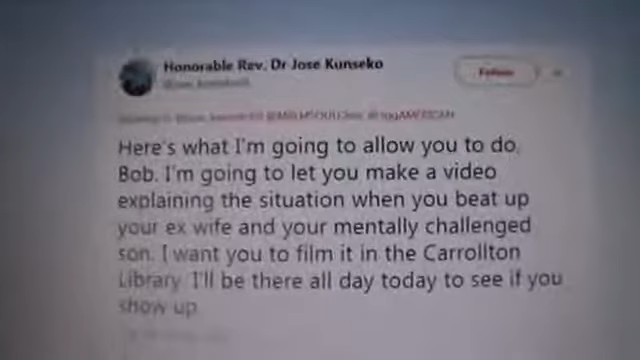 Honorable Rev. Dr Jose Kunseko
Follow
Here's what I'm going to allow you to do,
Bob. I'm going to let you make a video
explaining the situation when you beat up
your ex wife and your mentally challenged
son. I want you to film it in the Carrollton
Library. I'll be there all day today to see if you
show up